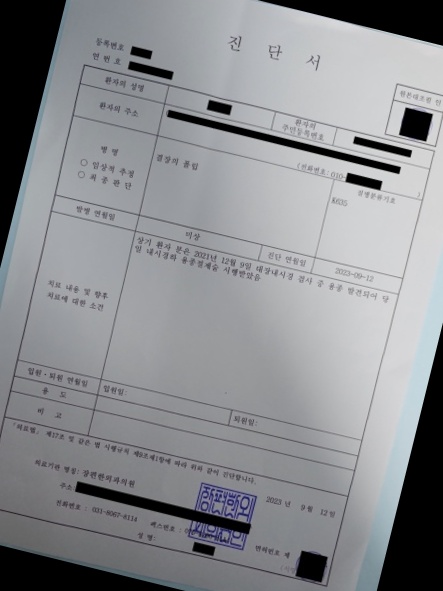 진 단 서
등록번호
연 번 호
원본대조필 인
환자의 성명
환자의 주소
환자의
주민등록번호
(전화번호: 010-
)
병 명
○ 임상적 추정
○ 최 종 판 단
결장의 폴립
질병분류기호
K635
발병 연월일
미상
진단 연월일
2023-09-12
치료 내용 및 향후
치료에 대한 소견
상기 환자 분은 2021년 12월 9일 대장내시경 검사 중 용종 발견되어 당
일 내시경하 용종절제술 시행받았음
입원·퇴원 연월일
입원일:
퇴원일:
용 도
비 고
「의료법」 제17조 및 같은 법 시행규칙 제9조제1항에 따라 위와 같이 진단합니다.
2023 년 9 월 12 일
의료기관 명칭: 장편한외과의원
주소:
전화번호 : 031-8067-8114
팩스번호 :
면허번호 제
성 명: